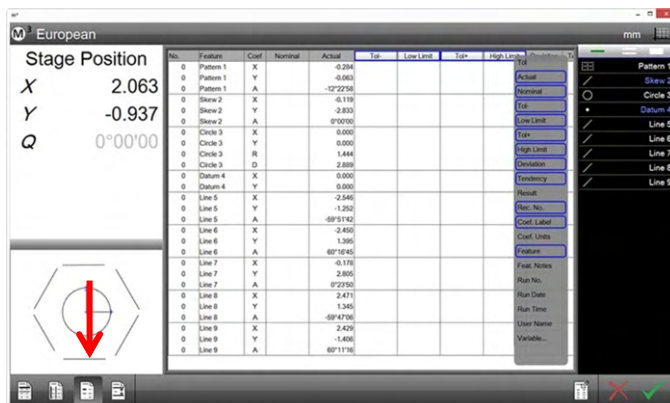 M³ European
mm
Stage Position
X 2.063
Y -0.937
Q 0°00'00
No. Feature Coef Nominal Actual Tol- Low Limit Tol+ High Limit
0 Pattern 1 X -0.284
0 Pattern 1 Y -0.063
0 Pattern 1 A -12°22'58
0 Skew 2 X -0.119
0 Skew 2 Y -2.833
0 Skew 2 A 0°00'00
0 Circle 3 X 0.000
0 Circle 3 Y 0.000
0 Circle 3 R 1.444
0 Circle 3 D 2.889
0 Datum 4 X 0.000
0 Datum 4 Y 0.000
0 Line 5 X -2.546
0 Line 5 Y -1.252
0 Line 5 A -59°51'42
0 Line 6 X -2.450
0 Line 6 Y 1.395
0 Line 6 A 60°16'45
0 Line 7 X -0.178
0 Line 7 Y 2.805
0 Line 7 A 0°23'50
0 Line 8 X 2.471
0 Line 8 Y 1.345
0 Line 8 A -59°47'06
0 Line 9 X 2.429
0 Line 9 Y -1.406
0 Line 9 A 60°11'16
Tol
Actual
Nominal
Tol-
Low Limit
Tol+
High Limit
Deviation
Tendency
Result
Rec. No.
Coef. Label
Coef. Units
Feature
Feat. Notes
Run No.
Run Date
Run Time
User Name
Variable...
Pattern 1
Skew 2
Circle 3
Datum 4
Line 5
Line 6
Line 7
Line 8
Line 9